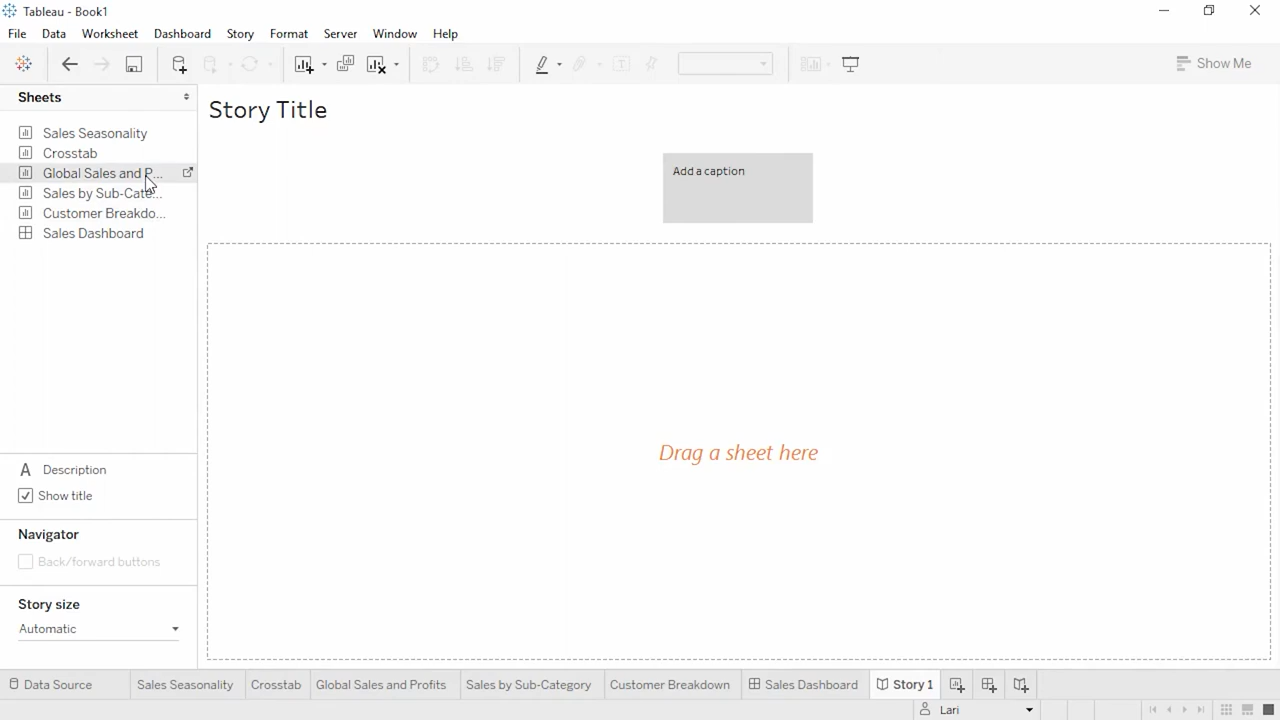 Tableau - Book1
File Data Worksheet Dashboard Story Format Server Window Help
Show Me
Sheets
Story Title
Sales Seasonality
Crosstab
Global Sales and P...
Sales by Sub-Cate...
Customer Breakdo...
Sales Dashboard
Add a caption
Drag a sheet here
A Description
Show title
Navigator
Back/forward buttons
Story size
Automatic
Data Source Sales Seasonality Crosstab Global Sales and Profits Sales by Sub-Category Customer Breakdown Sales Dashboard Story 1
Lari